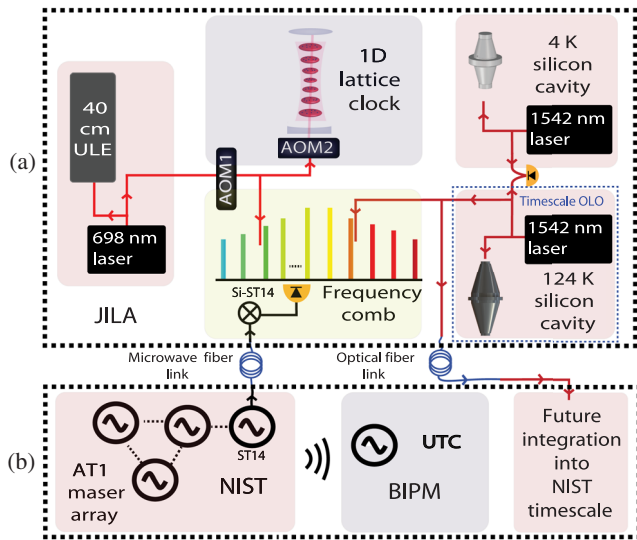 (a)
40
cm
ULE
698 nm
laser
JILA
1D
lattice
clock
AOM1
AOM2
4 K
silicon
cavity
1542 nm
laser
Timescale OLO
1542 nm
laser
124 K
silicon
cavity
Si-ST14
Frequency
comb
Microwave fiber
link
Optical fiber
link
(b)
AT1
maser
array
ST14
NIST
UTC
BIPM
Future
integration
into
NIST
timescale